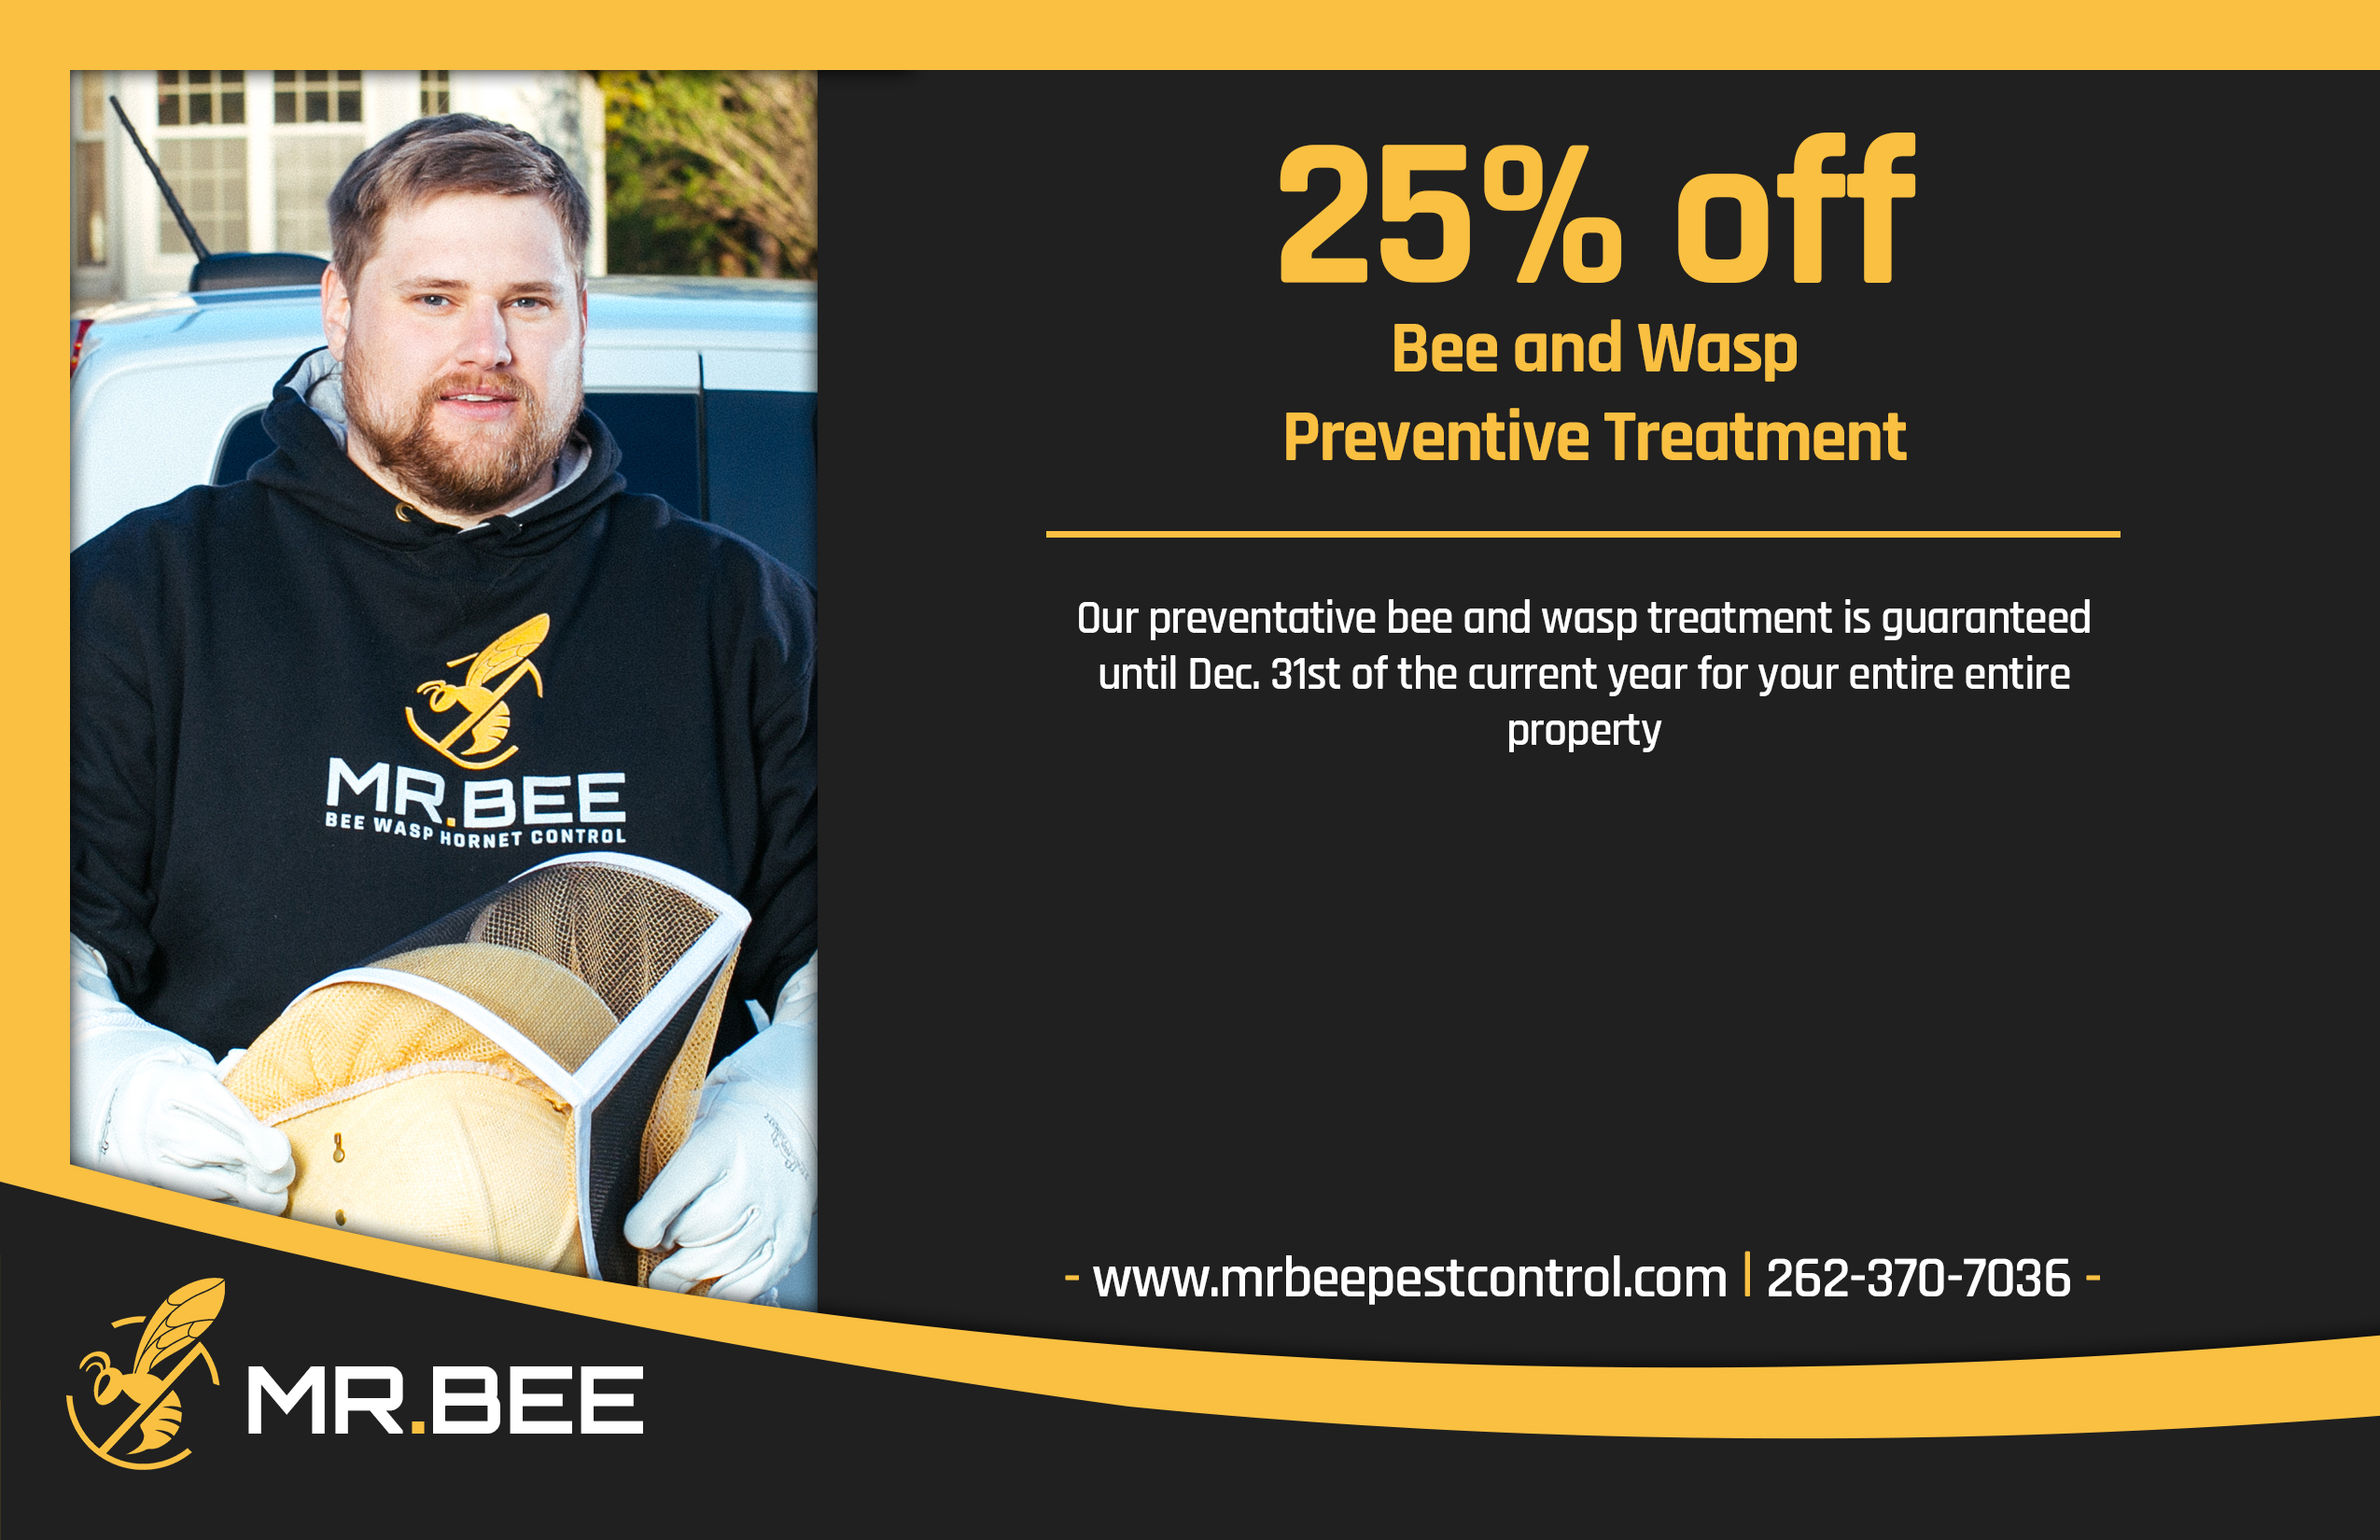 25% off
Bee and Wasp
Preventive Treatment
Our preventative bee and wasp treatment is guaranteed
until Dec. 31st of the current year for your entire entire
property
MR.BEE
BEE WASP HORNET CONTROL
- www.mrbeepestcontrol.com | 262-370-7036 -
MR.BEE